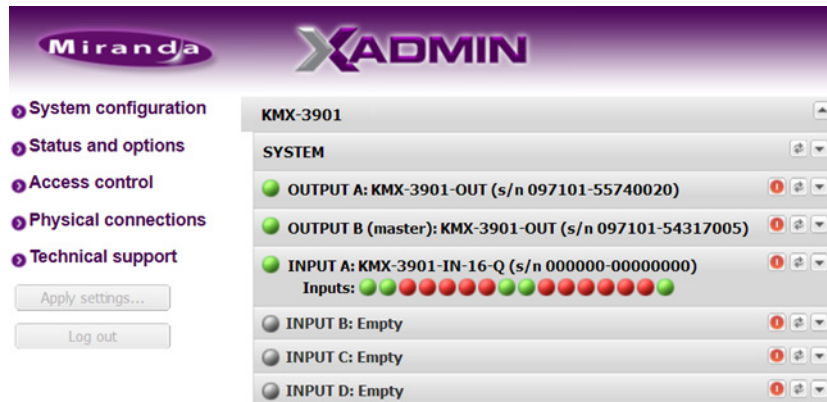 Miranda
XADMIN
System configuration
Status and options
Access control
Physical connections
Technical support
Apply settings...
Log out
KMX-3901
SYSTEM
OUTPUT A: KMX-3901-OUT (s/n 097101-55740020)
OUTPUT B (master): KMX-3901-OUT (s/n 097101-54317005)
INPUT A: KMX-3901-IN-16-Q (s/n 000000-00000000)
Inputs:
INPUT B: Empty
INPUT C: Empty
INPUT D: Empty